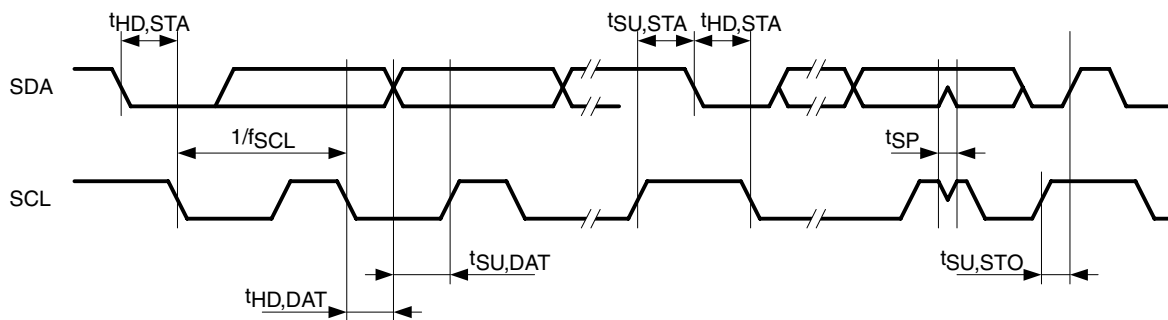 tHD,STA
tSU,STA
tHD,STA
SDA
1/fSCL
tSP
SCL
tSU,DAT
tSU,STO
tHD,DAT